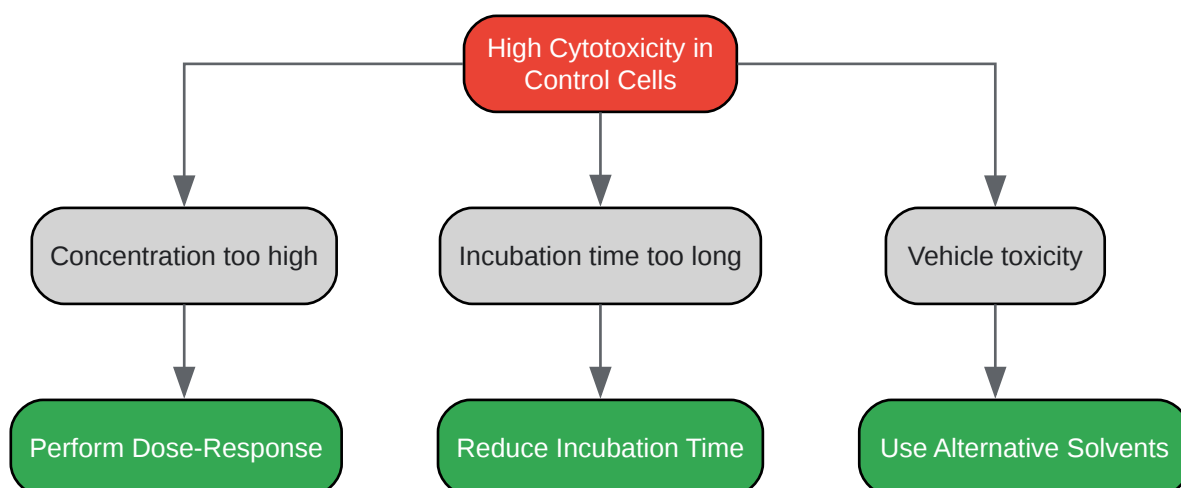 High Cytotoxicity in
Control Cells
Concentration too high
Incubation time too long
Vehicle toxicity
Perform Dose-Response
Reduce Incubation Time
Use Alternative Solvents